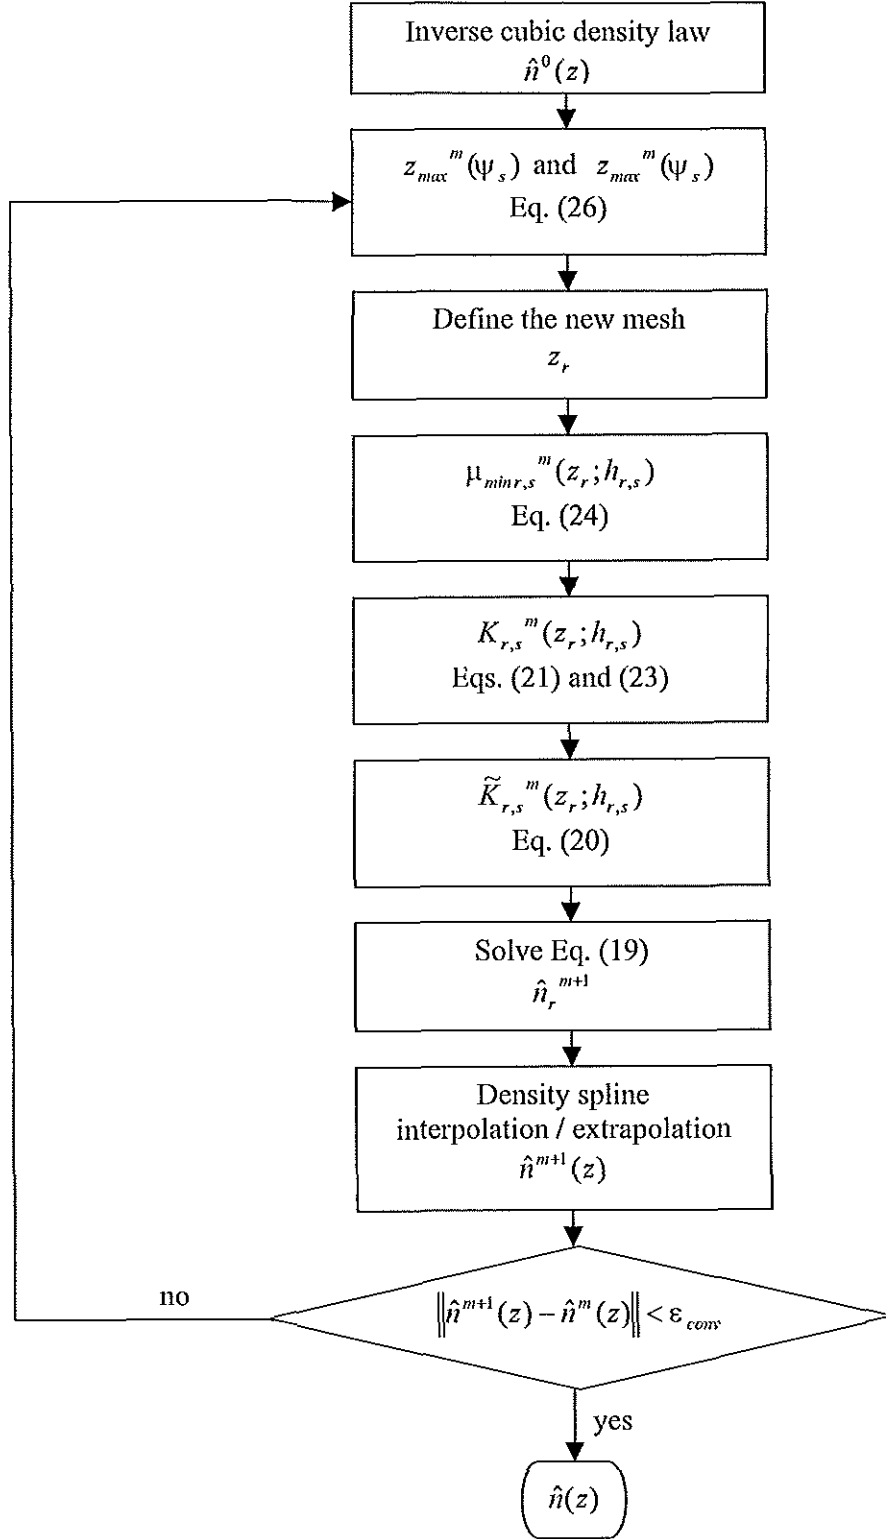 Inverse cubic density law
n̂⁰(z)
z_max^m(ψ_s) and z_max^m(ψ_s)
Eq. (26)
Define the new mesh
z_r
μ_minr,s^m(z_r;h_r,s)
Eq. (24)
K_r,s^m(z_r;h_r,s)
Eqs. (21) and (23)
K̃_r,s^m(z_r;h_r,s)
Eq. (20)
Solve Eq. (19)
n̂_r^m+1
Density spline
interpolation / extrapolation
n̂^m+1(z)
no
‖n̂^m+1(z) – n̂^m(z)‖ < ε_conv
yes
n̂(z)